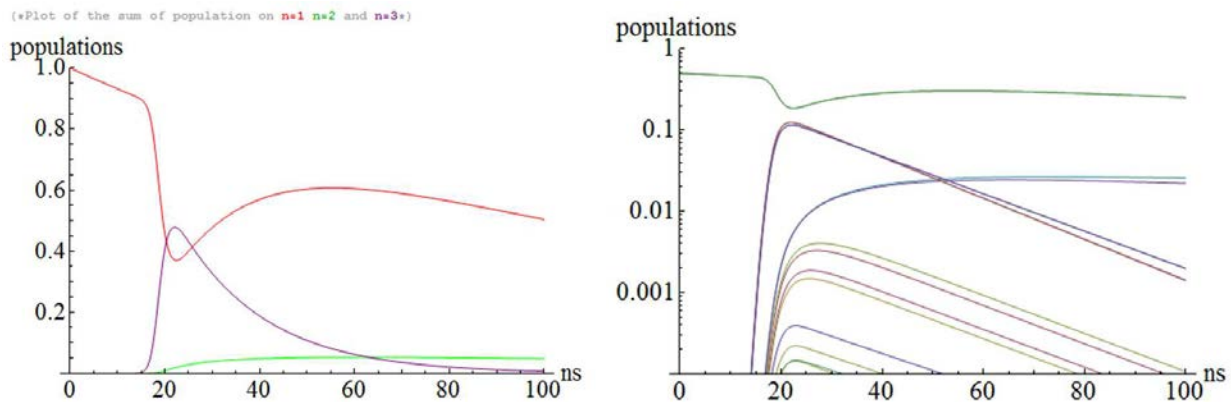 (*Plot of the sum of population on n=1 n=2 and n=3*)
populations
1.0
0.8
0.6
0.4
0.2
0 20 40 60 80 100 ns
populations
1
0.1
0.01
0.001
0 20 40 60 80 100 ns